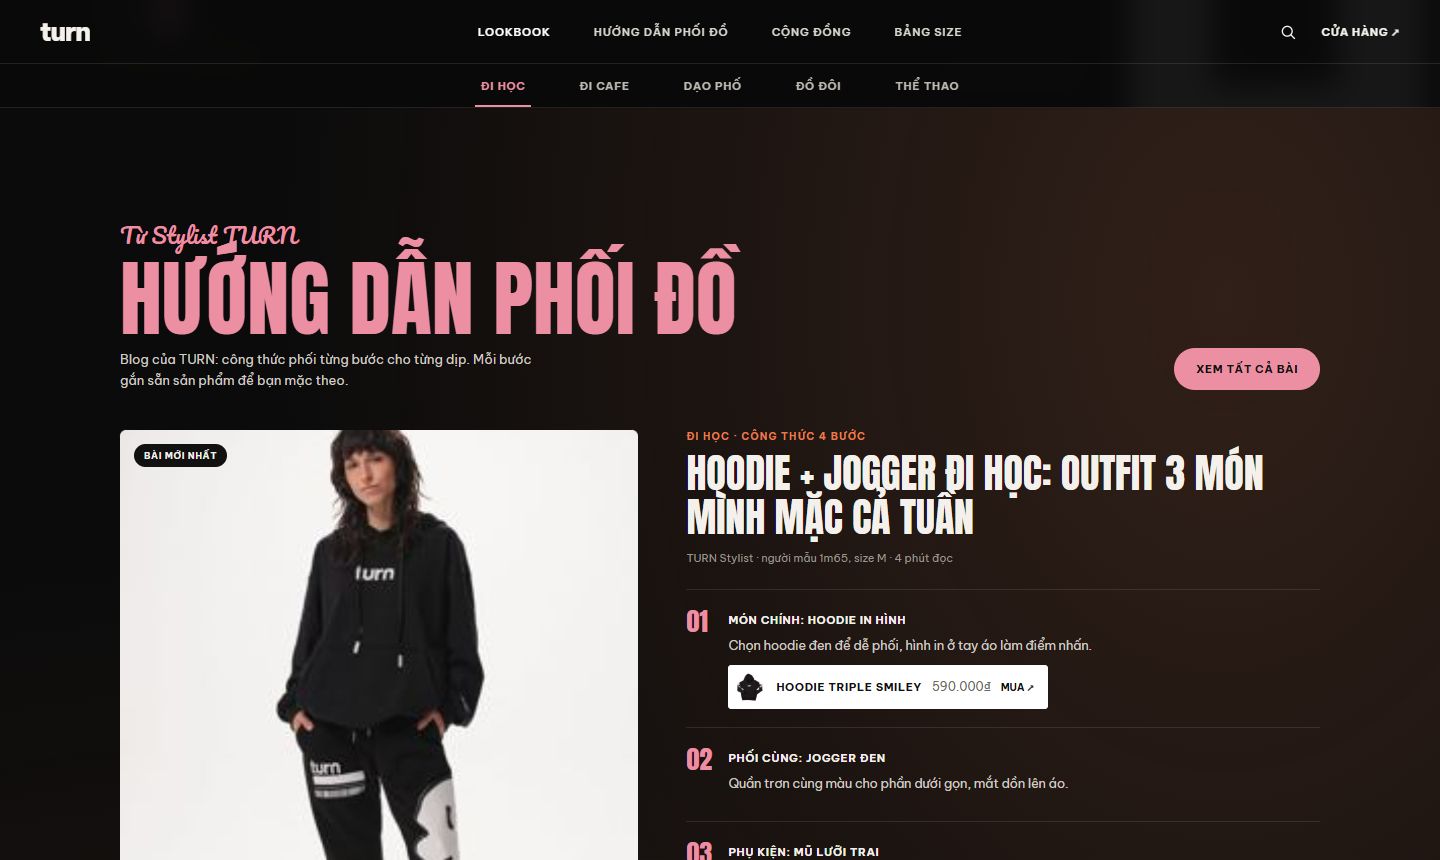 turn
LOOKBOOK
HƯỚNG DẪN PHỐI ĐỒ
CỘNG ĐỒNG
BẢNG SIZE
CỬA HÀNG ↗
ĐI HỌC
ĐI CAFE
DẠO PHỐ
ĐỒ ĐÔI
THỂ THAO
Từ Stylist TURN
HƯỚNG DẪN PHỐI ĐỒ
Blog của TURN: công thức phối từng bước cho từng dịp. Mỗi bước
gắn sẵn sản phẩm để bạn mặc theo.
XEM TẤT CẢ BÀI
BÀI MỚI NHẤT
turn
turn
ĐI HỌC · CÔNG THỨC 4 BƯỚC
HOODIE + JOGGER ĐI HỌC: OUTFIT 3 MÓN
MÌNH MẶC CẢ TUẦN
TURN Stylist · người mẫu 1m65, size M · 4 phút đọc
01
MÓN CHÍNH: HOODIE IN HÌNH
Chọn hoodie đen để dễ phối, hình in ở tay áo làm điểm nhấn.
HOODIE TRIPLE SMILEY 590.000₫ MUA ↗
02
PHỐI CÙNG: JOGGER ĐEN
Quần trơn cùng màu cho phần dưới gọn, mắt dồn lên áo.
03
PHỤ KIỆN: MŨ LƯỠI TRAI